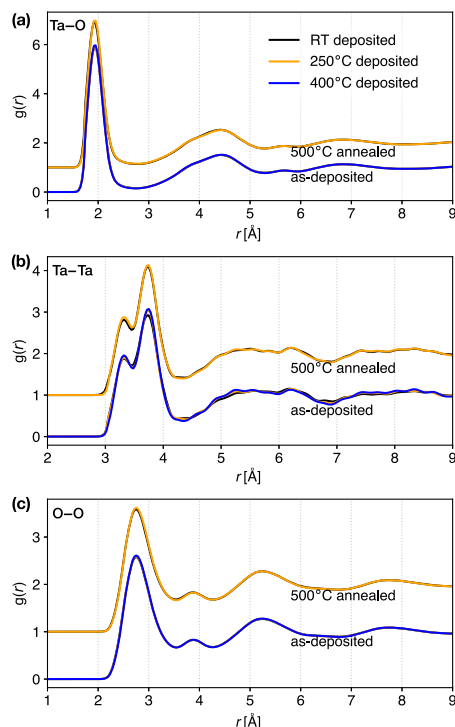 (a)
Ta–O
RT deposited
250°C deposited
400°C deposited
g(r)
6
4
2
0
500°C annealed
as-deposited
1 2 3 4 5 6 7 8 9
r [Å]
(b)
Ta–Ta
g(r)
4
3
2
1
0
500°C annealed
as-deposited
2 3 4 5 6 7 8 9
r [Å]
(c)
O–O
g(r)
3
2
1
0
500°C annealed
as-deposited
1 2 3 4 5 6 7 8 9
r [Å]